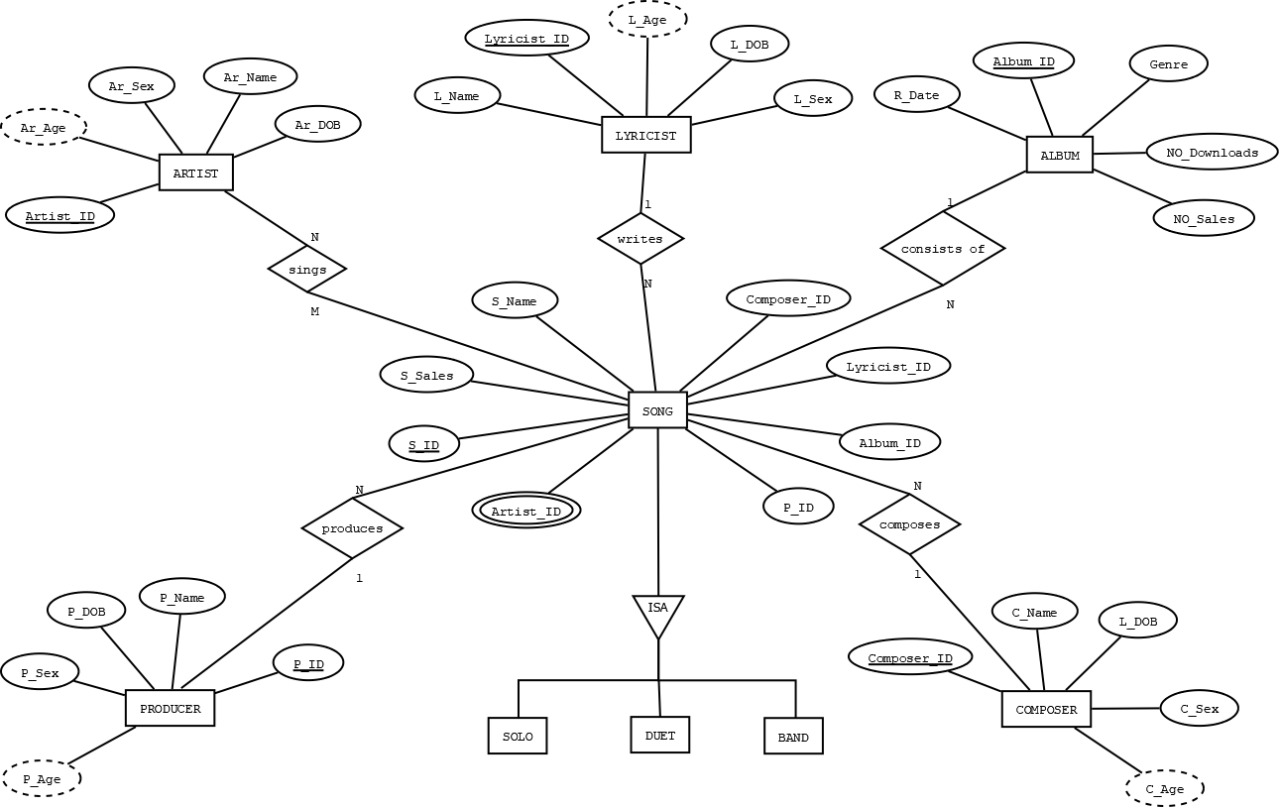 L_Age
Lyricist_ID
L_DOB
Album_ID
Genre
Ar_Sex
Ar_Name
L_Name
L_Sex
R_Date
Ar_Age
Ar_DOB
LYRICIST
ALBUM
NO_Downloads
ARTIST
Artist_ID
NO_Sales
1
1
N
writes
consists of
sings
N
N
M
S_Name
Composer_ID
S_Sales
Lyricist_ID
SONG
S_ID
Album_ID
N
N
Artist_ID
P_ID
produces
composes
1
1
P_DOB
P_Name
ISA
C_Name
L_DOB
P_Sex
P_ID
Composer_ID
PRODUCER
COMPOSER
C_Sex
SOLO
DUET
BAND
P_Age
C_Age